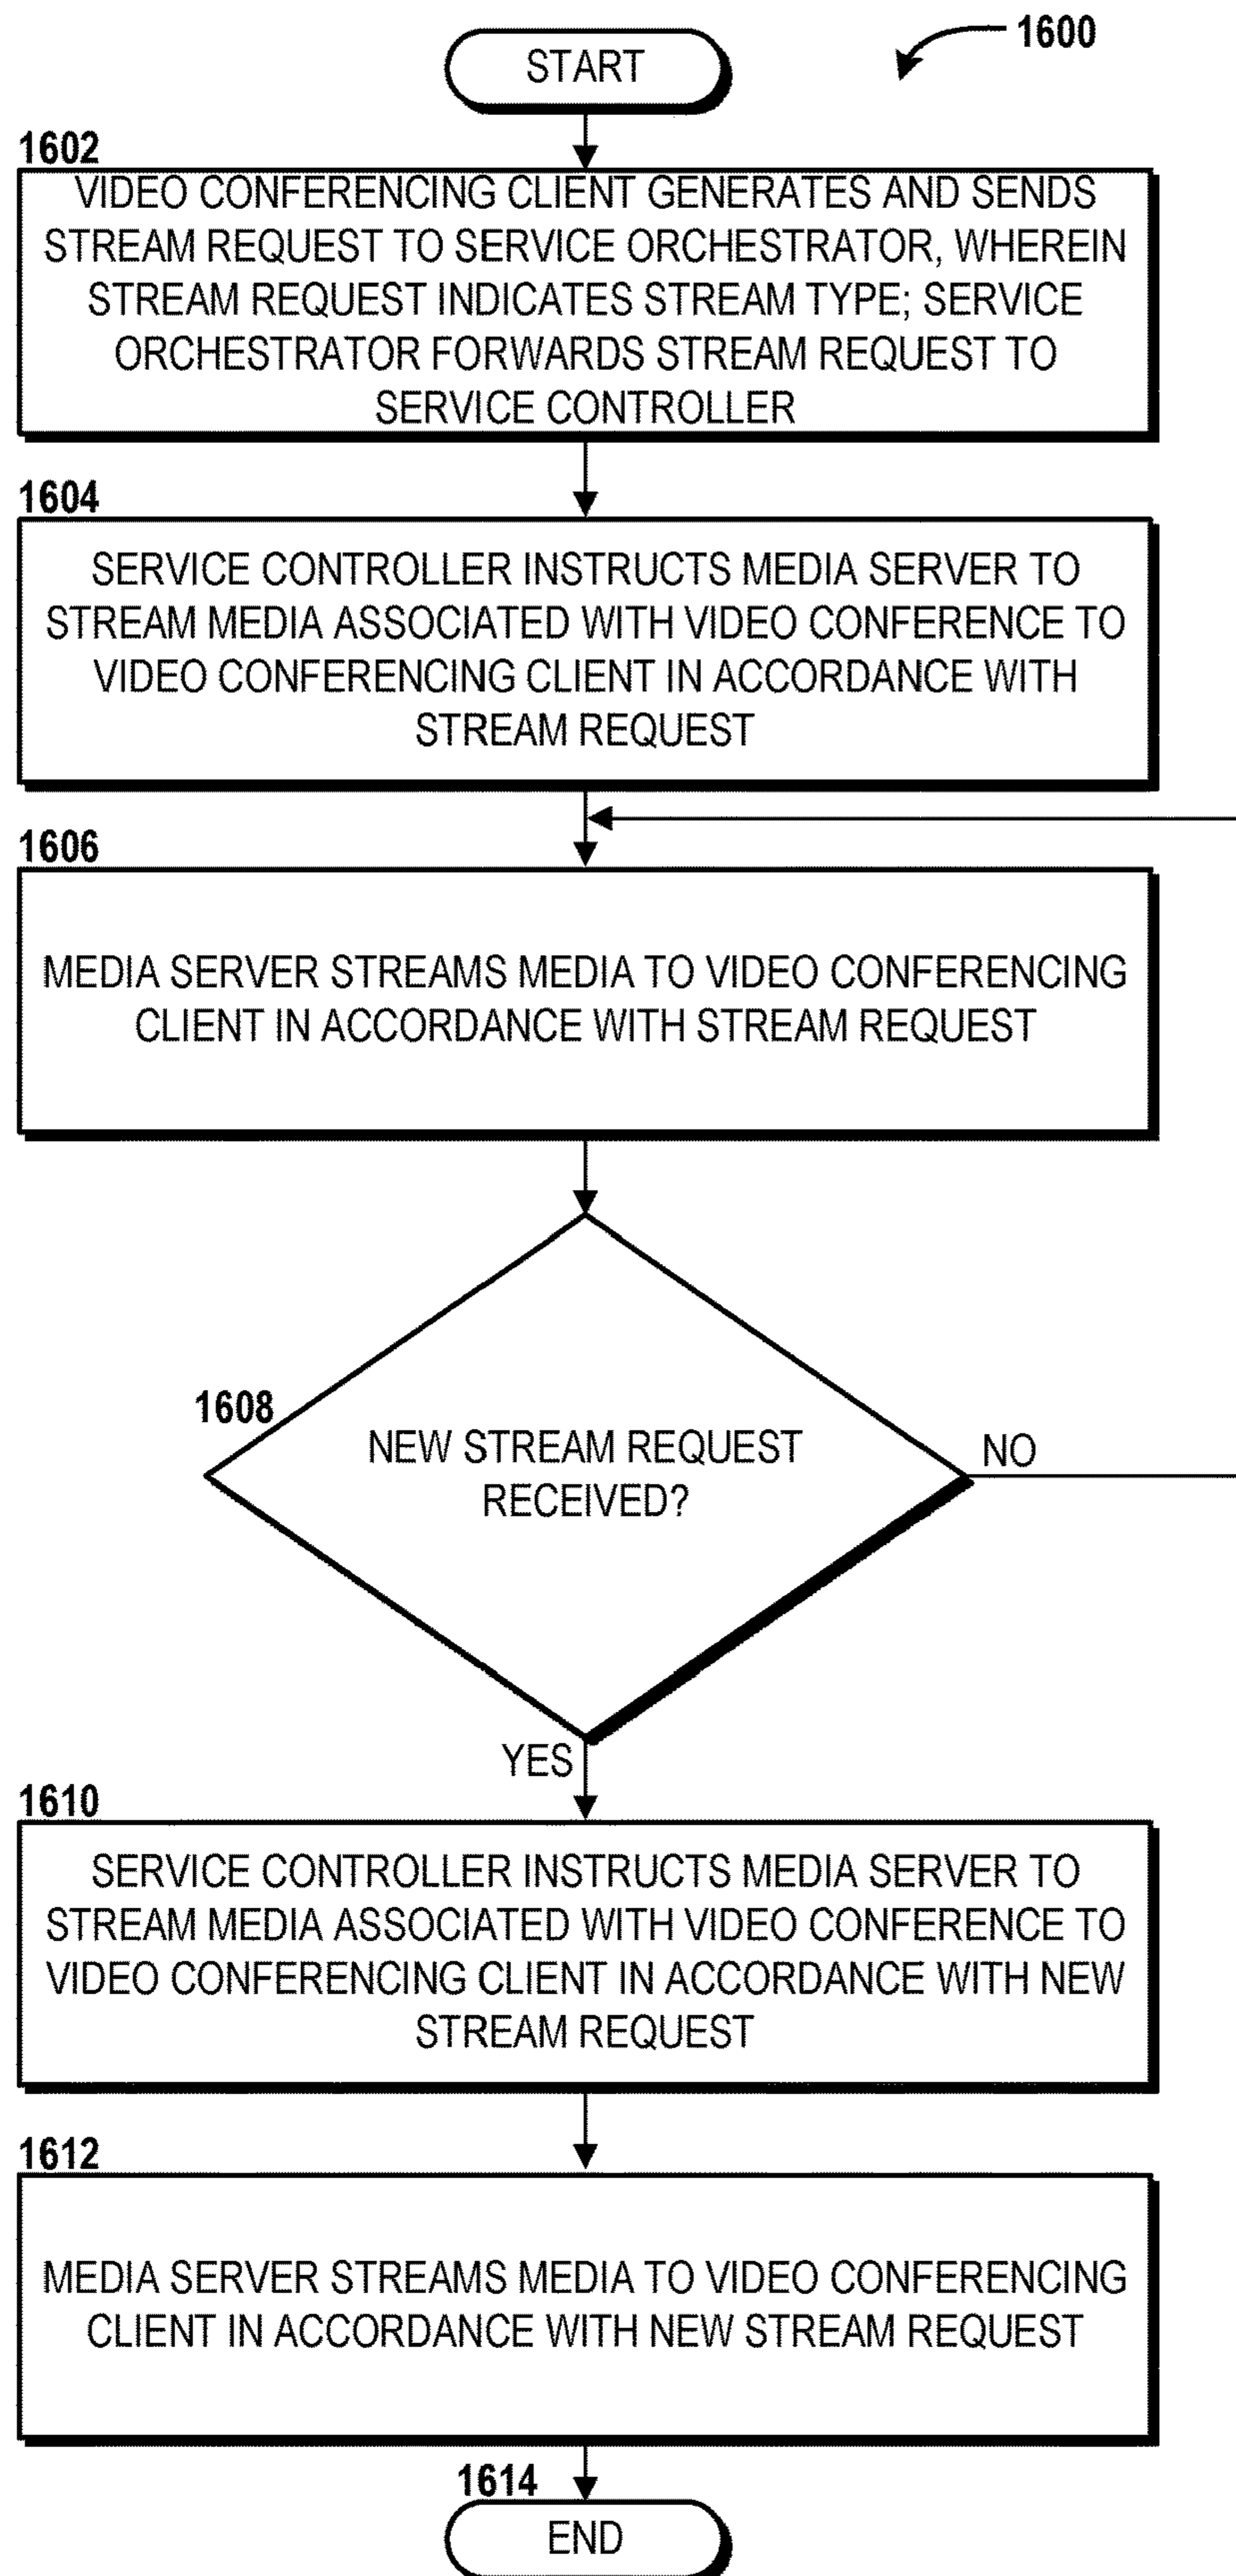 START
1600
1602
VIDEO CONFERENCING CLIENT GENERATES AND SENDS
STREAM REQUEST TO SERVICE ORCHESTRATOR, WHEREIN
STREAM REQUEST INDICATES STREAM TYPE; SERVICE
ORCHESTRATOR FORWARDS STREAM REQUEST TO
SERVICE CONTROLLER
1604
SERVICE CONTROLLER INSTRUCTS MEDIA SERVER TO
STREAM MEDIA ASSOCIATED WITH VIDEO CONFERENCE TO
VIDEO CONFERENCING CLIENT IN ACCORDANCE WITH
STREAM REQUEST
1606
MEDIA SERVER STREAMS MEDIA TO VIDEO CONFERENCING
CLIENT IN ACCORDANCE WITH STREAM REQUEST
1608
NEW STREAM REQUEST
RECEIVED?
NO
YES
1610
SERVICE CONTROLLER INSTRUCTS MEDIA SERVER TO
STREAM MEDIA ASSOCIATED WITH VIDEO CONFERENCE TO
VIDEO CONFERENCING CLIENT IN ACCORDANCE WITH NEW
STREAM REQUEST
1612
MEDIA SERVER STREAMS MEDIA TO VIDEO CONFERENCING
CLIENT IN ACCORDANCE WITH NEW STREAM REQUEST
1614
END